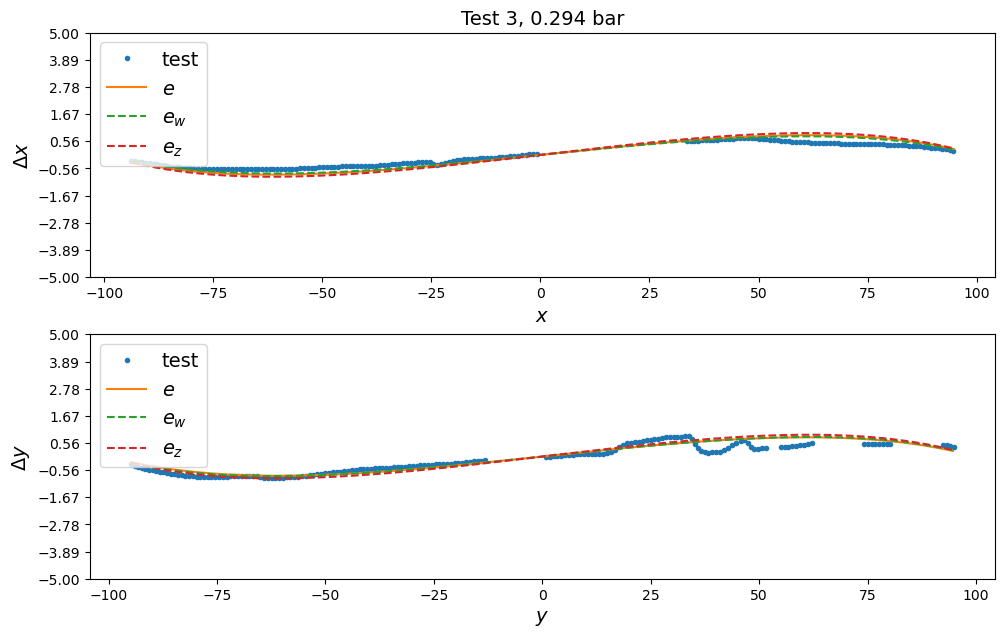 Test 3, 0.294 bar
5.00
3.89
2.78
1.67
0.56
−0.56
−1.67
−2.78
−3.89
−5.00
Δx
test
e
e_w
e_z
−100 −75 −50 −25 0 25 50 75 100
x
5.00
3.89
2.78
1.67
0.56
−0.56
−1.67
−2.78
−3.89
−5.00
Δy
test
e
e_w
e_z
−100 −75 −50 −25 0 25 50 75 100
y